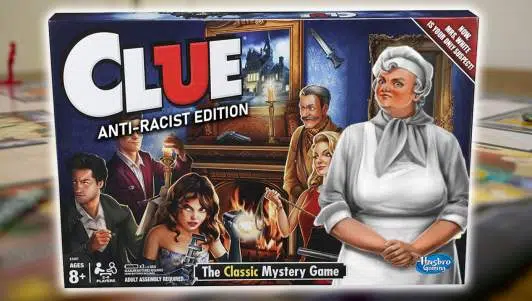 NOW:
MRS. WHITE
IS YOUR ONLY SUSPECT!
CLUE
ANTI-RACIST EDITION
AGES
8+
PLAYERS
ADULT ASSEMBLY REQUIRED
The Classic Mystery Game
Hasbro
Gaming